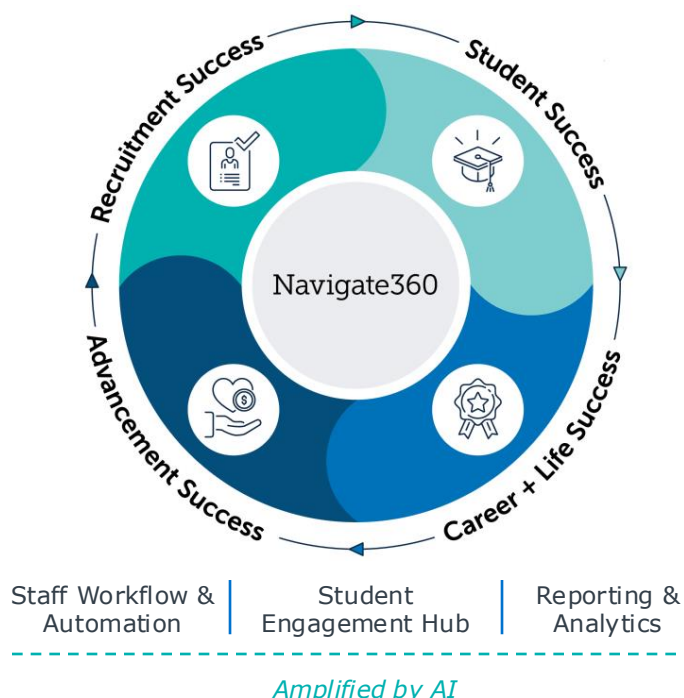 Recruitment Success
Student Success
Navigate360
Advancement Success
Career + Life Success
$
Staff Workflow &
Automation
Student
Engagement Hub
Reporting &
Analytics
Amplified by AI